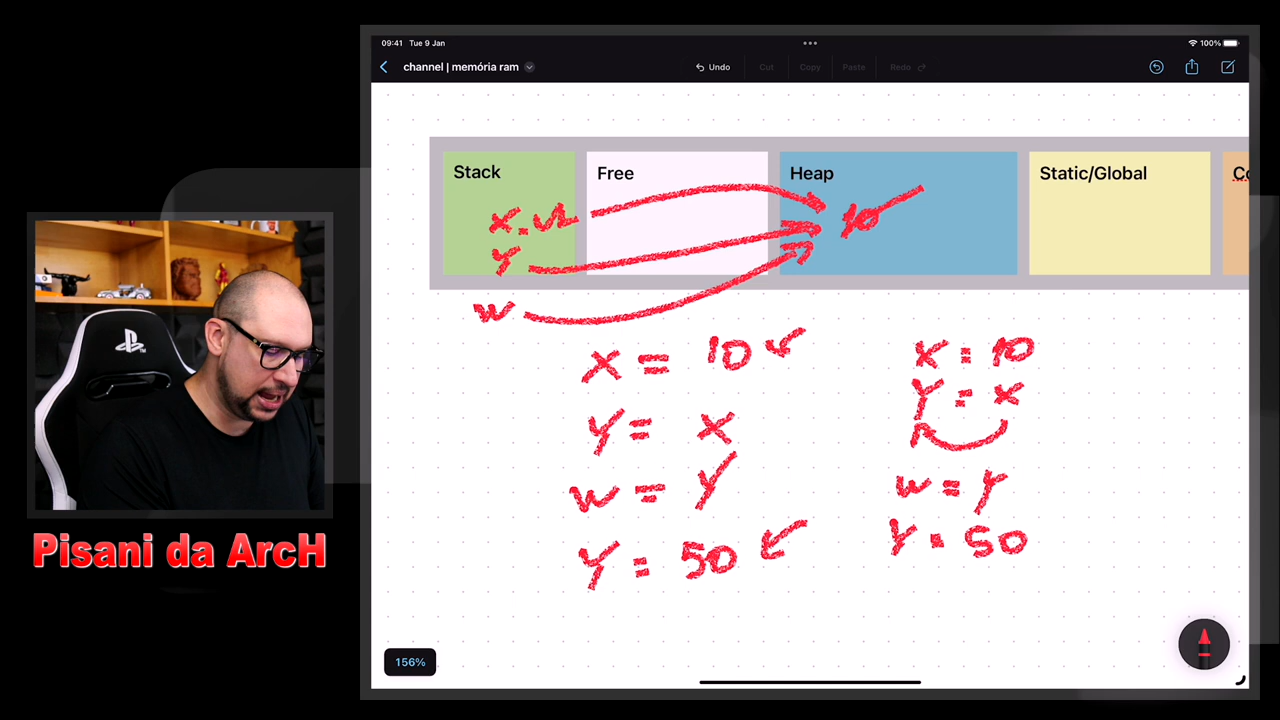 09:41 Tue 9 Jan
100%
channel | memória ram
Undo Cut Copy Paste Redo
Stack Free Heap Static/Global Co
10
y
w
x = 10
y = x
w = y
y = 50
x = 10
y = x
w = y
y = 50
156%
Pisani da ArcH